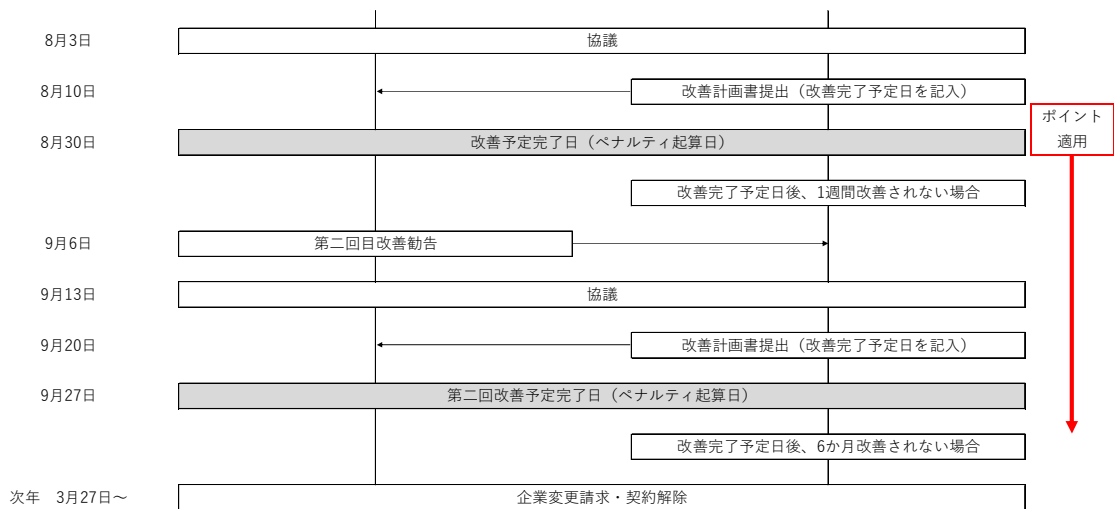 8月3日
協議
8月10日
改善計画書提出（改善完了予定日を記入）
ポイント
適用
8月30日
改善予定完了日（ペナルティ起算日）
改善完了予定日後、1週間改善されない場合
9月6日
第二回目改善勧告
9月13日
協議
9月20日
改善計画書提出（改善完了予定日を記入）
9月27日
第二回改善予定完了日（ペナルティ起算日）
改善完了予定日後、6か月改善されない場合
次年　3月27日～
企業変更請求・契約解除